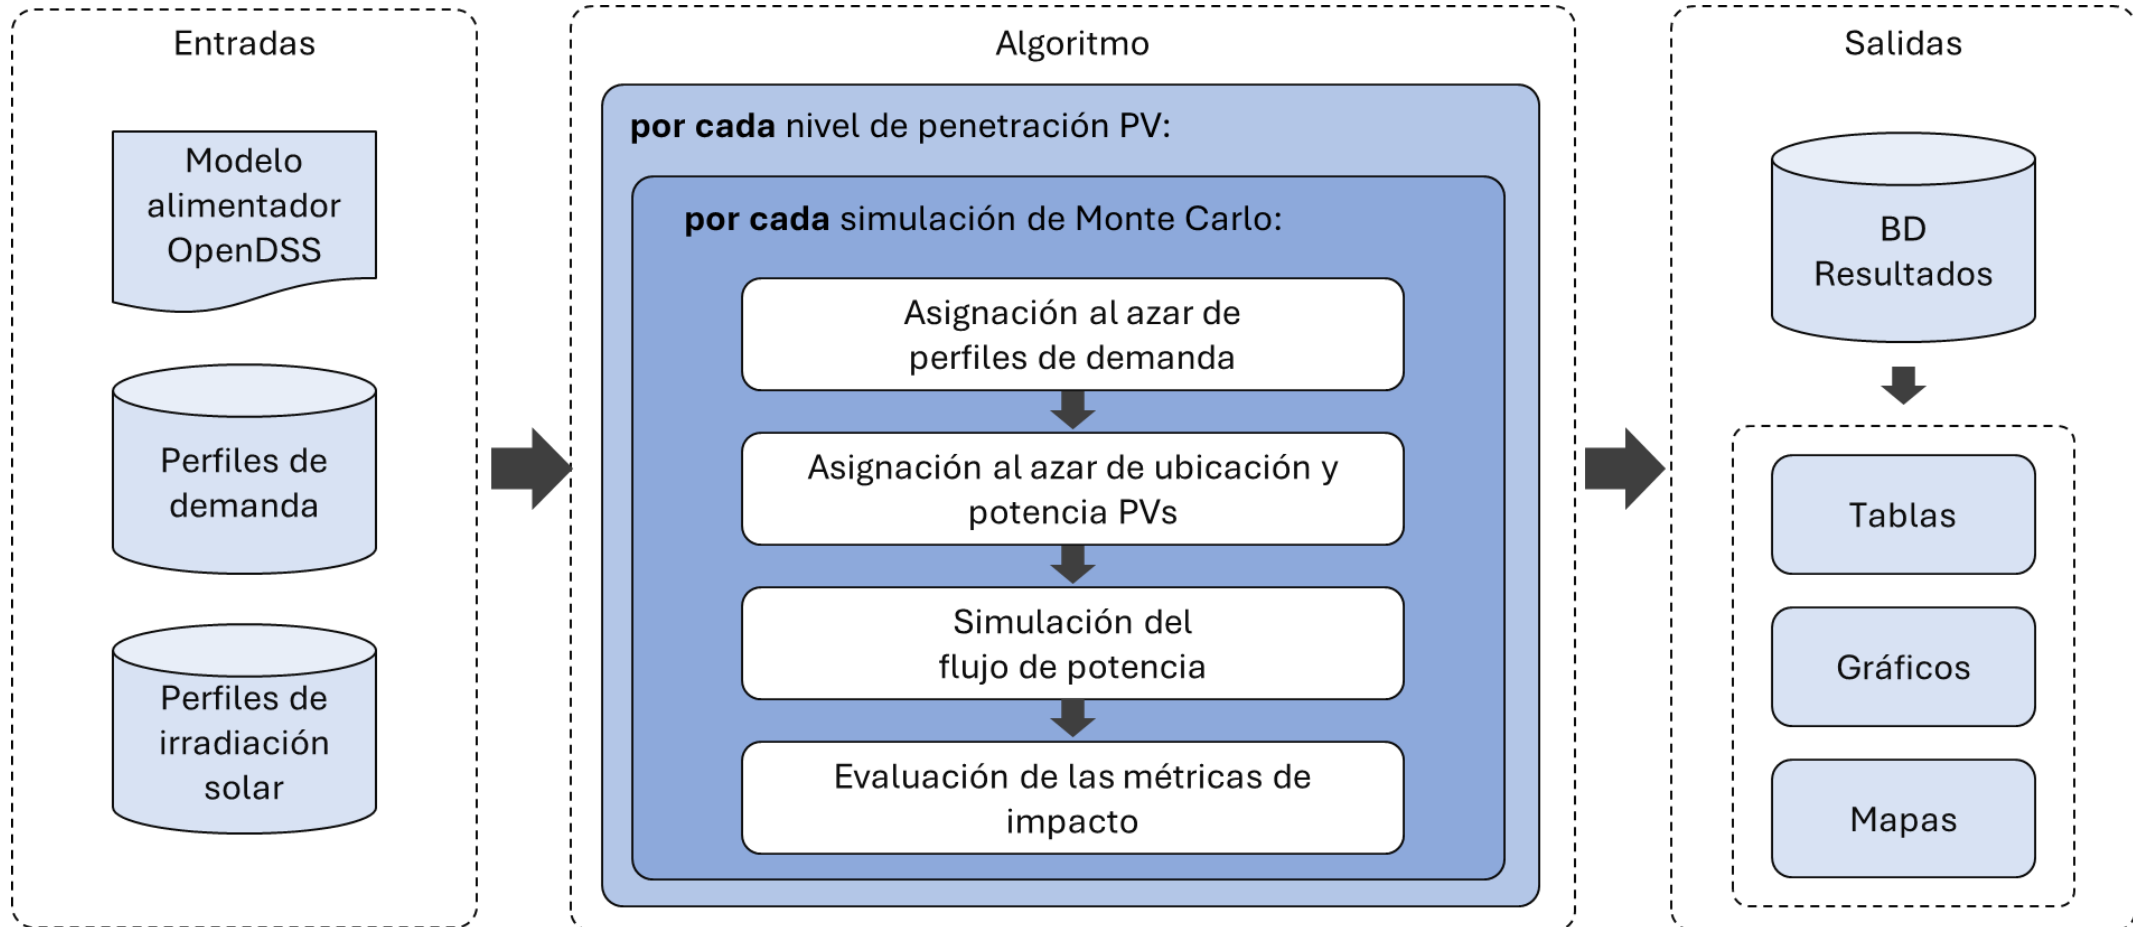 Entradas
Modelo
alimentador
OpenDSS
Perfiles de
demanda
Perfiles de
irradiación
solar
Algoritmo
por cada nivel de penetración PV:
por cada simulación de Monte Carlo:
Asignación al azar de
perfiles de demanda
Asignación al azar de ubicación y
potencia PVs
Simulación del
flujo de potencia
Evaluación de las métricas de
impacto
Salidas
BD
Resultados
Tablas
Gráficos
Mapas